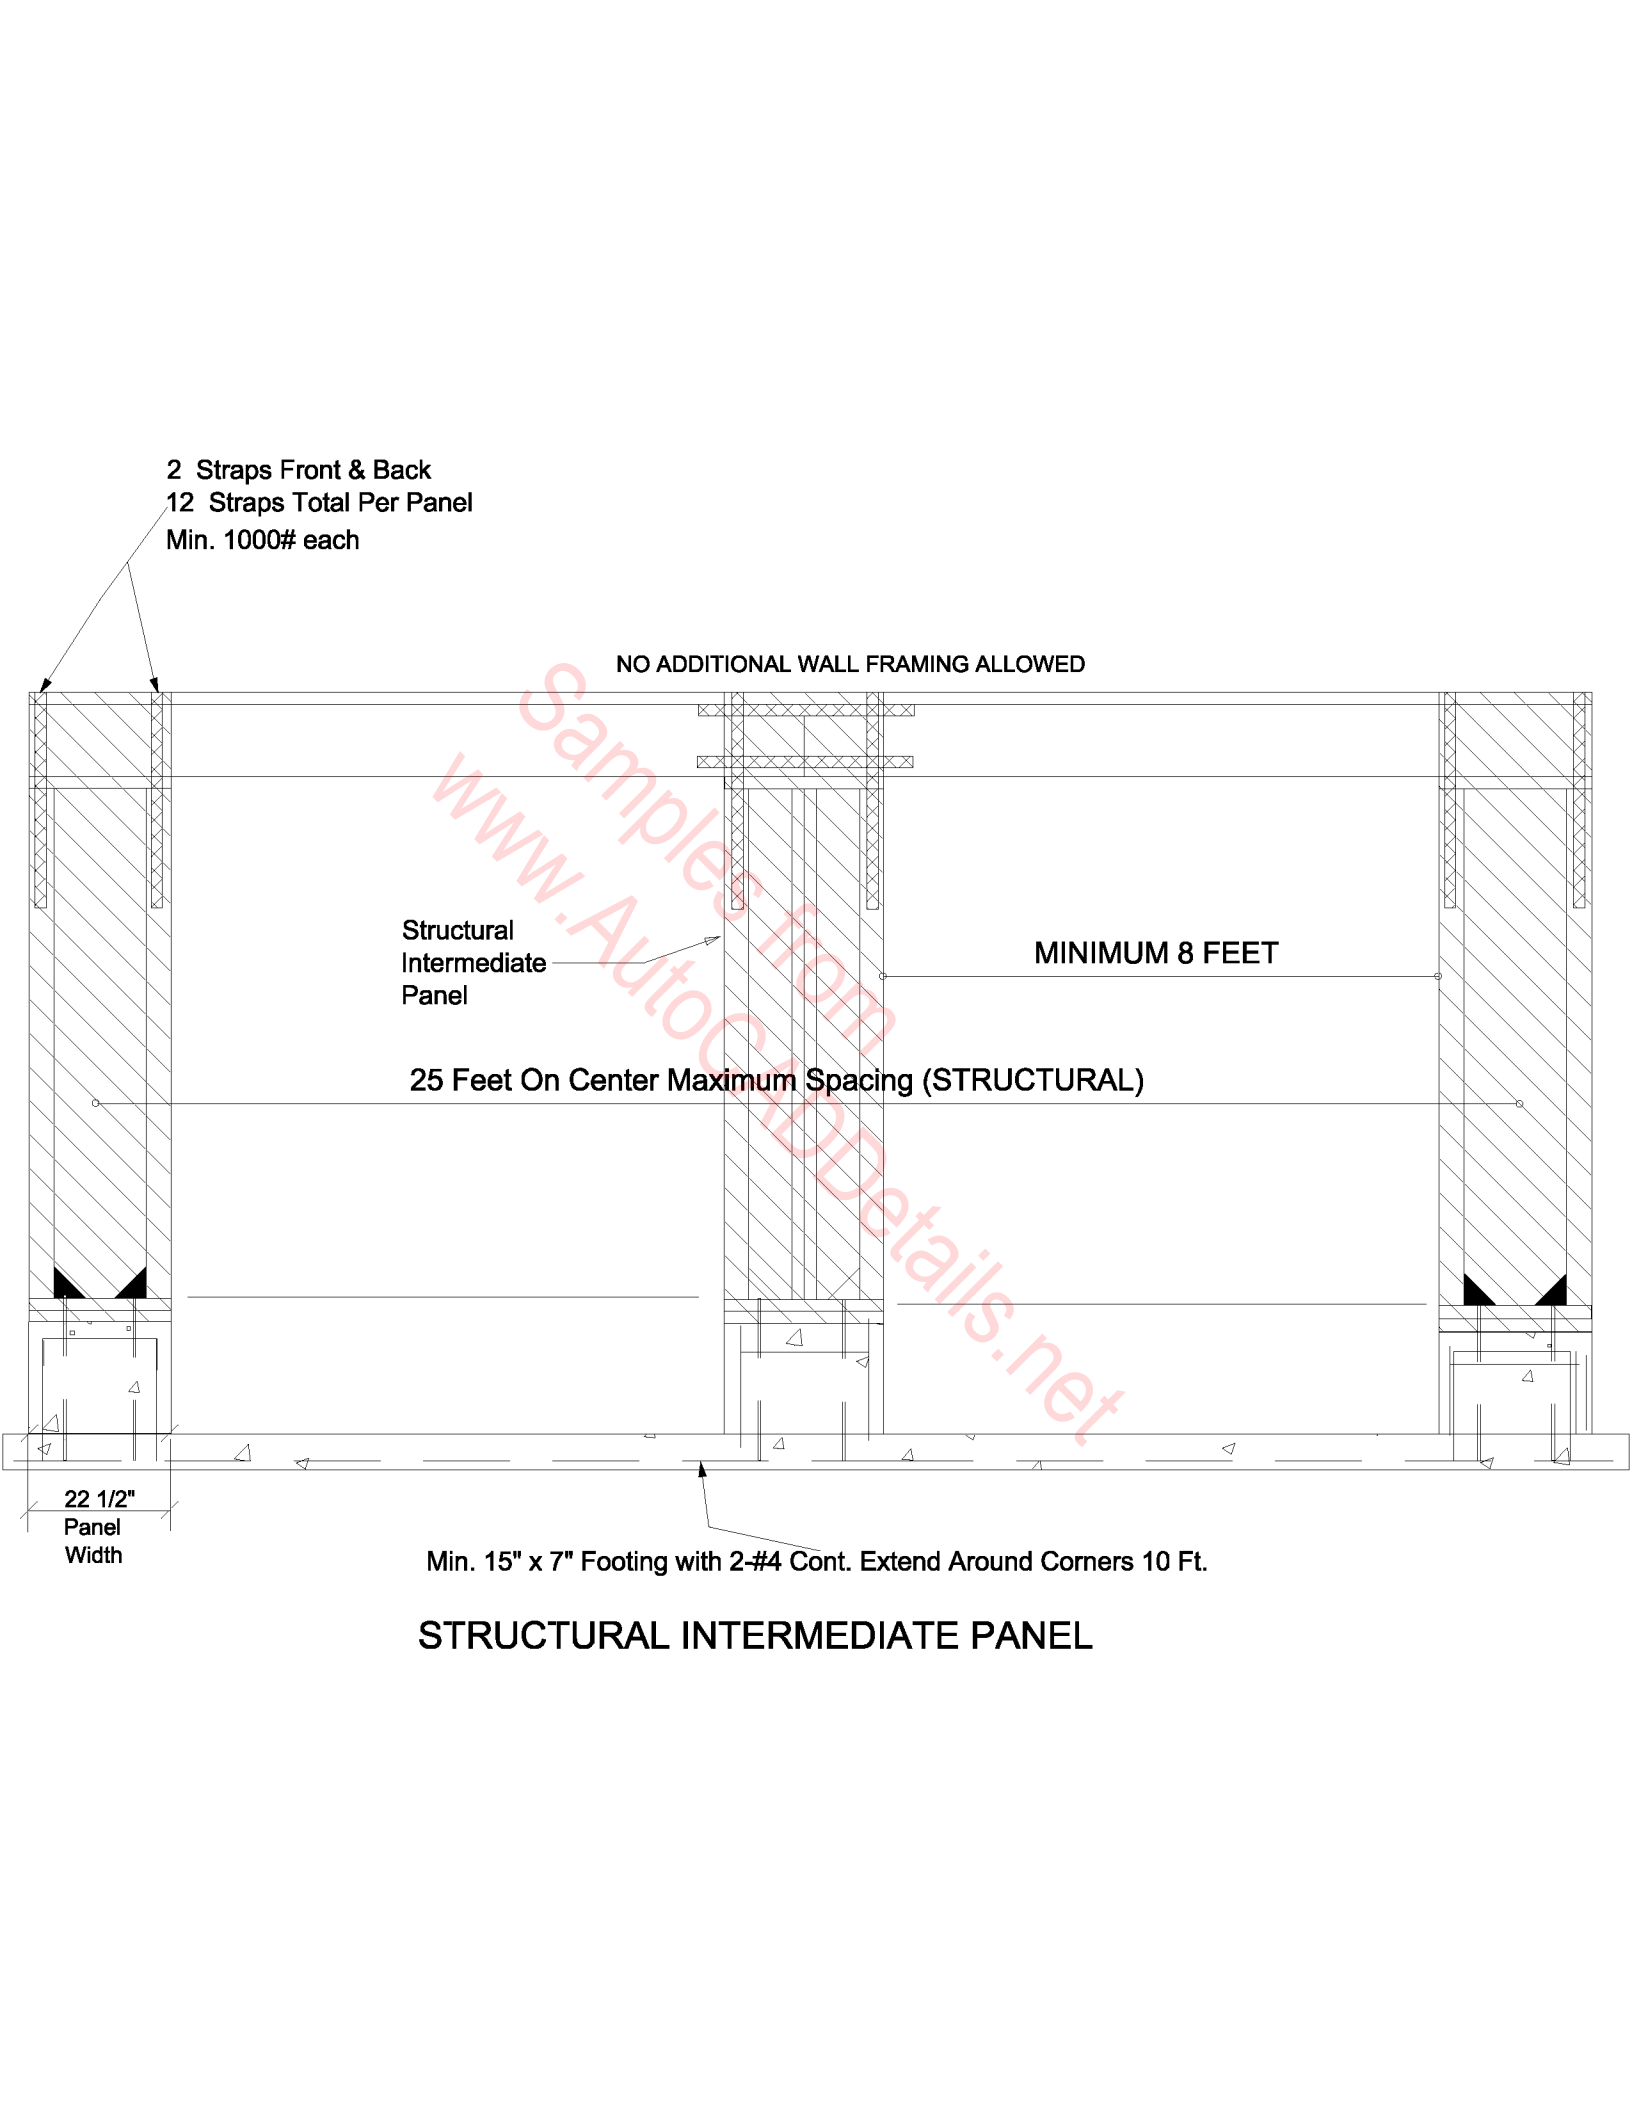 2  Straps Front & Back
12  Straps Total Per Panel
Min. 1000# each
NO ADDITIONAL WALL FRAMING ALLOWED
Structural
Intermediate
Panel
MINIMUM 8 FEET
25 Feet On Center Maximum Spacing (STRUCTURAL)
Samples from
www.AutoCADDetails.net
22 1/2"
Panel
Width
Min. 15" x 7" Footing with 2-#4 Cont. Extend Around Corners 10 Ft.
STRUCTURAL INTERMEDIATE PANEL